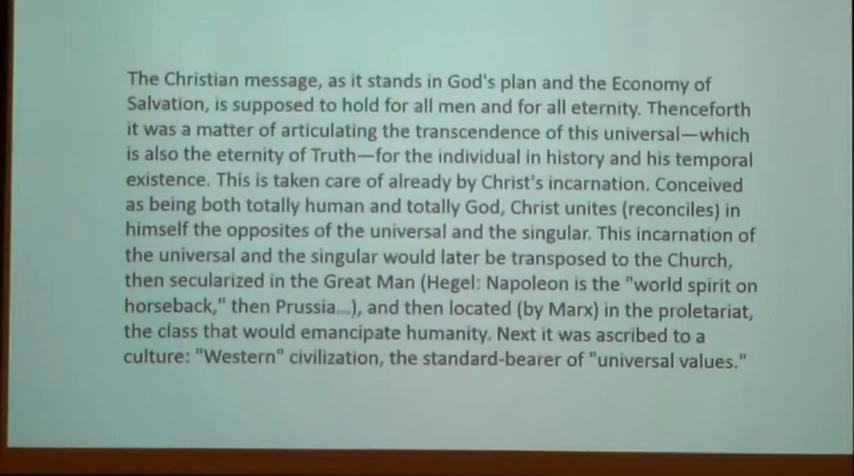 The Christian message, as it stands in God's plan and the Economy of
Salvation, is supposed to hold for all men and for all eternity. Thenceforth
it was a matter of articulating the transcendence of this universal—which
is also the eternity of Truth—for the individual in history and his temporal
existence. This is taken care of already by Christ's incarnation. Conceived
as being both totally human and totally God, Christ unites (reconciles) in
himself the opposites of the universal and the singular. This incarnation of
the universal and the singular would later be transposed to the Church,
then secularized in the Great Man (Hegel: Napoleon is the "world spirit on
horseback," then Prussia...), and then located (by Marx) in the proletariat,
the class that would emancipate humanity. Next it was ascribed to a
culture: "Western" civilization, the standard-bearer of "universal values."